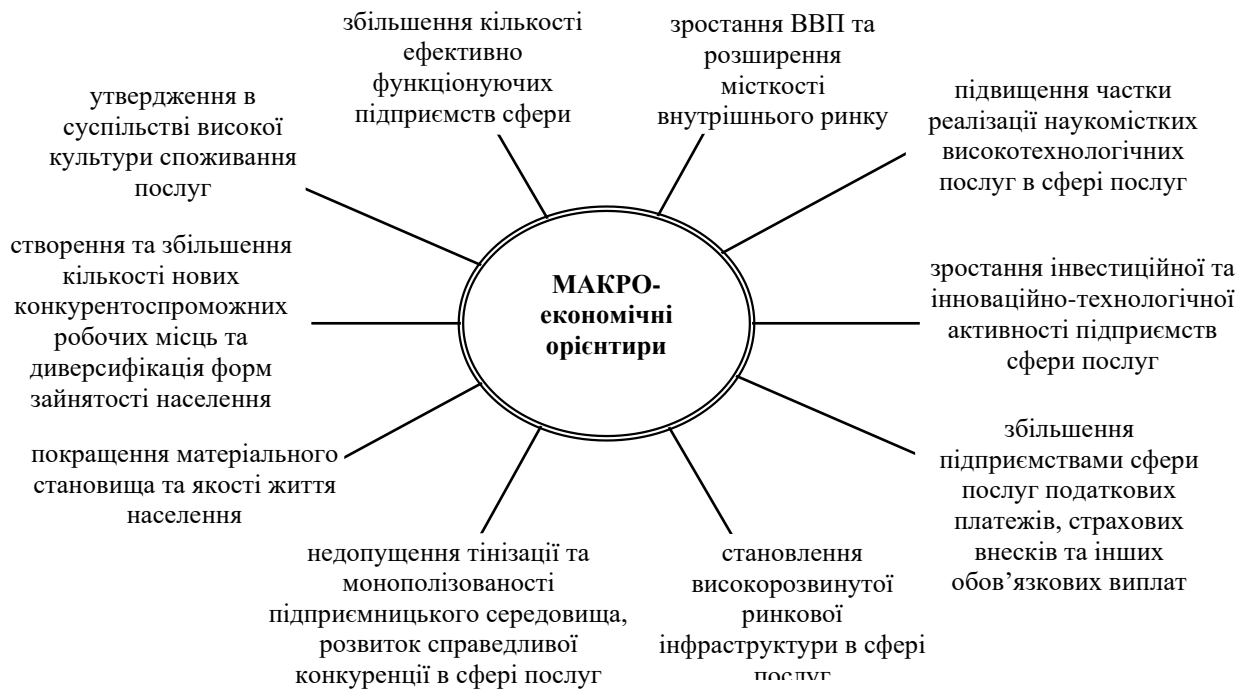 збільшення кількості
ефективно
функціонуючих
підприємств сфери
зростання ВВП та
розширення
місткості
внутрішнього ринку
утвердження в
суспільстві високої
культури споживання
послуг
підвищення частки
реалізації наукомістких
високотехнологічних
послуг в сфері послуг
створення та збільшення
кількості нових
конкурентоспроможних
робочих місць та
диверсифікація форм
зайнятості населення
МАКРО-
економічні
орієнтири
зростання інвестиційної та
інноваційно-технологічної
активності підприємств
сфери послуг
покращення матеріального
становища та якості життя
населення
збільшення
підприємствами сфери
послуг податкових
платежів, страхових
внесків та інших
обов’язкових виплат
недопущення тінізації та
монополізованості
підприємницького середовища,
розвиток справедливої
конкуренції в сфері послуг
становлення
високорозвинутої
ринкової
інфраструктури в сфері
послуг